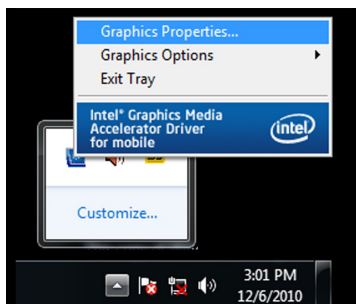 Graphics Properties...
Graphics Options
Exit Tray
Intel® Graphics Media
Accelerator Driver
for mobile
intel
Customize...
3:01 PM
12/6/2010